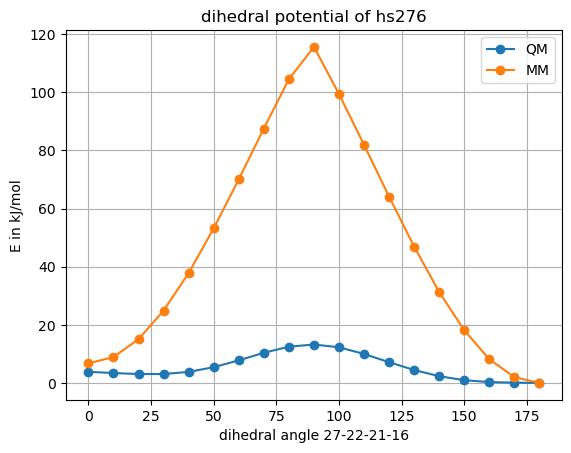 dihedral potential of hs276
QM
MM
E in kJ/mol
120
100
80
60
40
20
0
0 25 50 75 100 125 150 175
dihedral angle 27-22-21-16